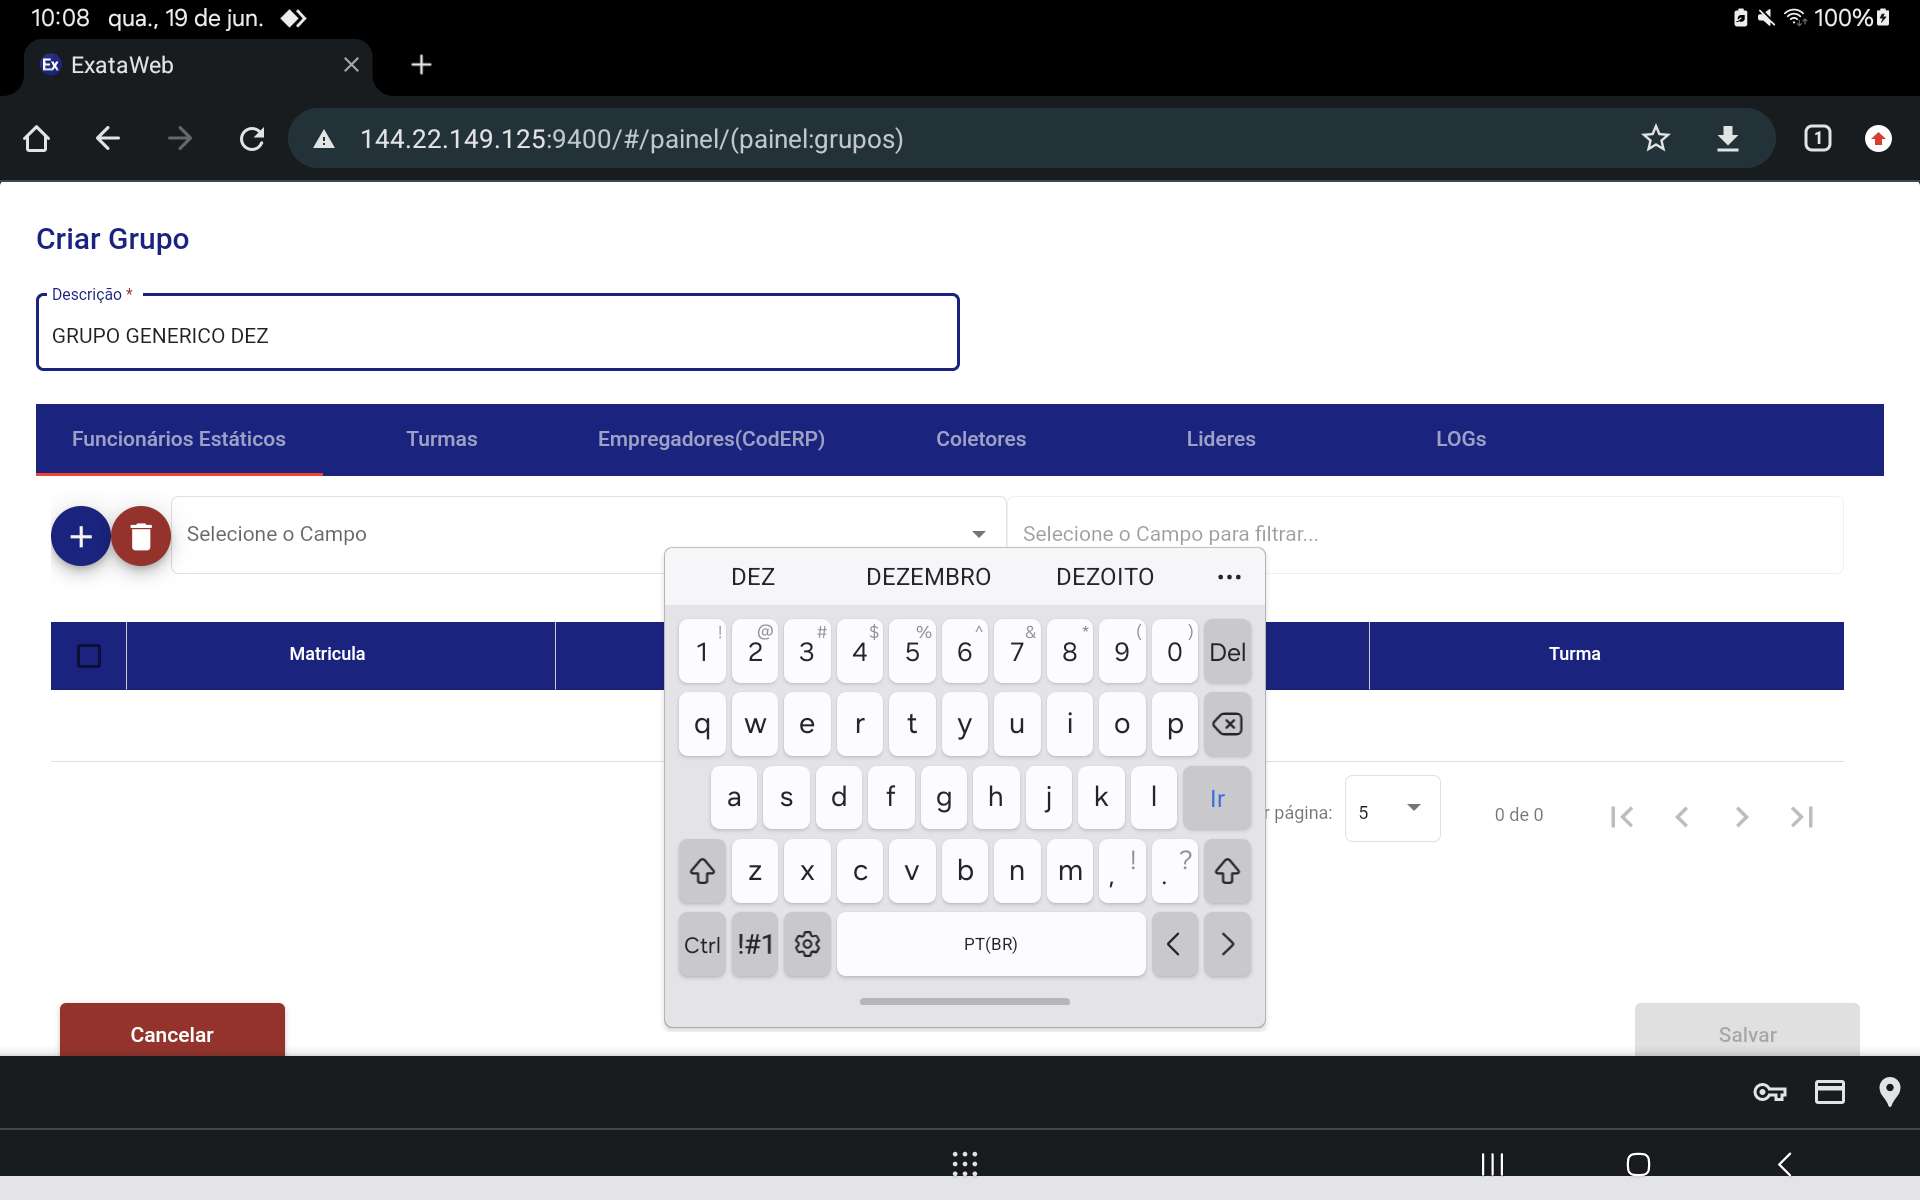 10:08 qua., 19 de jun. 100%
Ex ExataWeb
144.22.149.125:9400/#/painel/(painel:grupos) 1
Criar Grupo
Descrição *
GRUPO GENERICO DEZ
Funcionários Estáticos Turmas Empregadores(CodERP) Coletores Lideres LOGs
Selecione o Campo Selecione o Campo para filtrar...
DEZ DEZEMBRO DEZOITO ...
! @ # $ % ^ & * ( )
1 2 3 4 5 6 7 8 9 0 Del
Matricula Turma
q w e r t y u i o p
a s d f g h j k l Ir
r página: 5 0 de 0
z x c v b n m , ! . ?
Ctrl !#1 PT(BR)
Cancelar Salvar